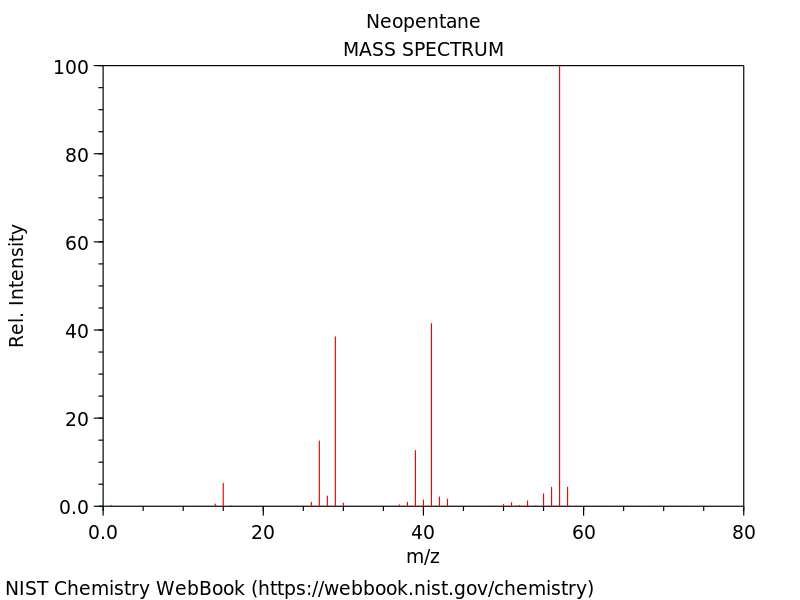 Neopentane
MASS SPECTRUM
100
80
60
40
20
0.0
Rel. Intensity
0.0 20 40 60 80
m/z
NIST Chemistry WebBook (https://webbook.nist.gov/chemistry)